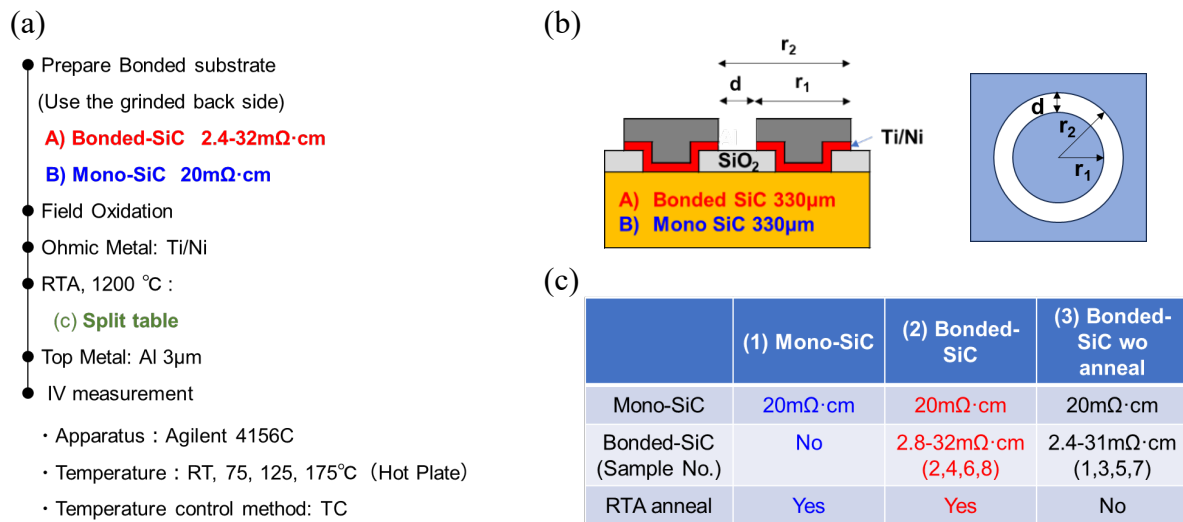 (a)
Prepare Bonded substrate
(Use the grinded back side)
A) Bonded-SiC 2.4-32mΩ·cm
B) Mono-SiC 20mΩ·cm
Field Oxidation
Ohmic Metal: Ti/Ni
RTA, 1200 ℃ :
(c) Split table
Top Metal: Al 3μm
IV measurement
・Apparatus : Agilent 4156C
・Temperature : RT, 75, 125, 175℃ (Hot Plate)
・Temperature control method: TC
(b)
r2
d
r1
Ti/Ni
SiO2
A) Bonded SiC 330μm
B) Mono SiC 330μm
d
r2
r1
(c)
(1) Mono-SiC
(2) Bonded-
SiC
(3) Bonded-
SiC wo
anneal
Mono-SiC
20mΩ·cm
20mΩ·cm
20mΩ·cm
Bonded-SiC
(Sample No.)
No
2.8-32mΩ·cm
(2,4,6,8)
2.4-31mΩ·cm
(1,3,5,7)
RTA anneal
Yes
Yes
No